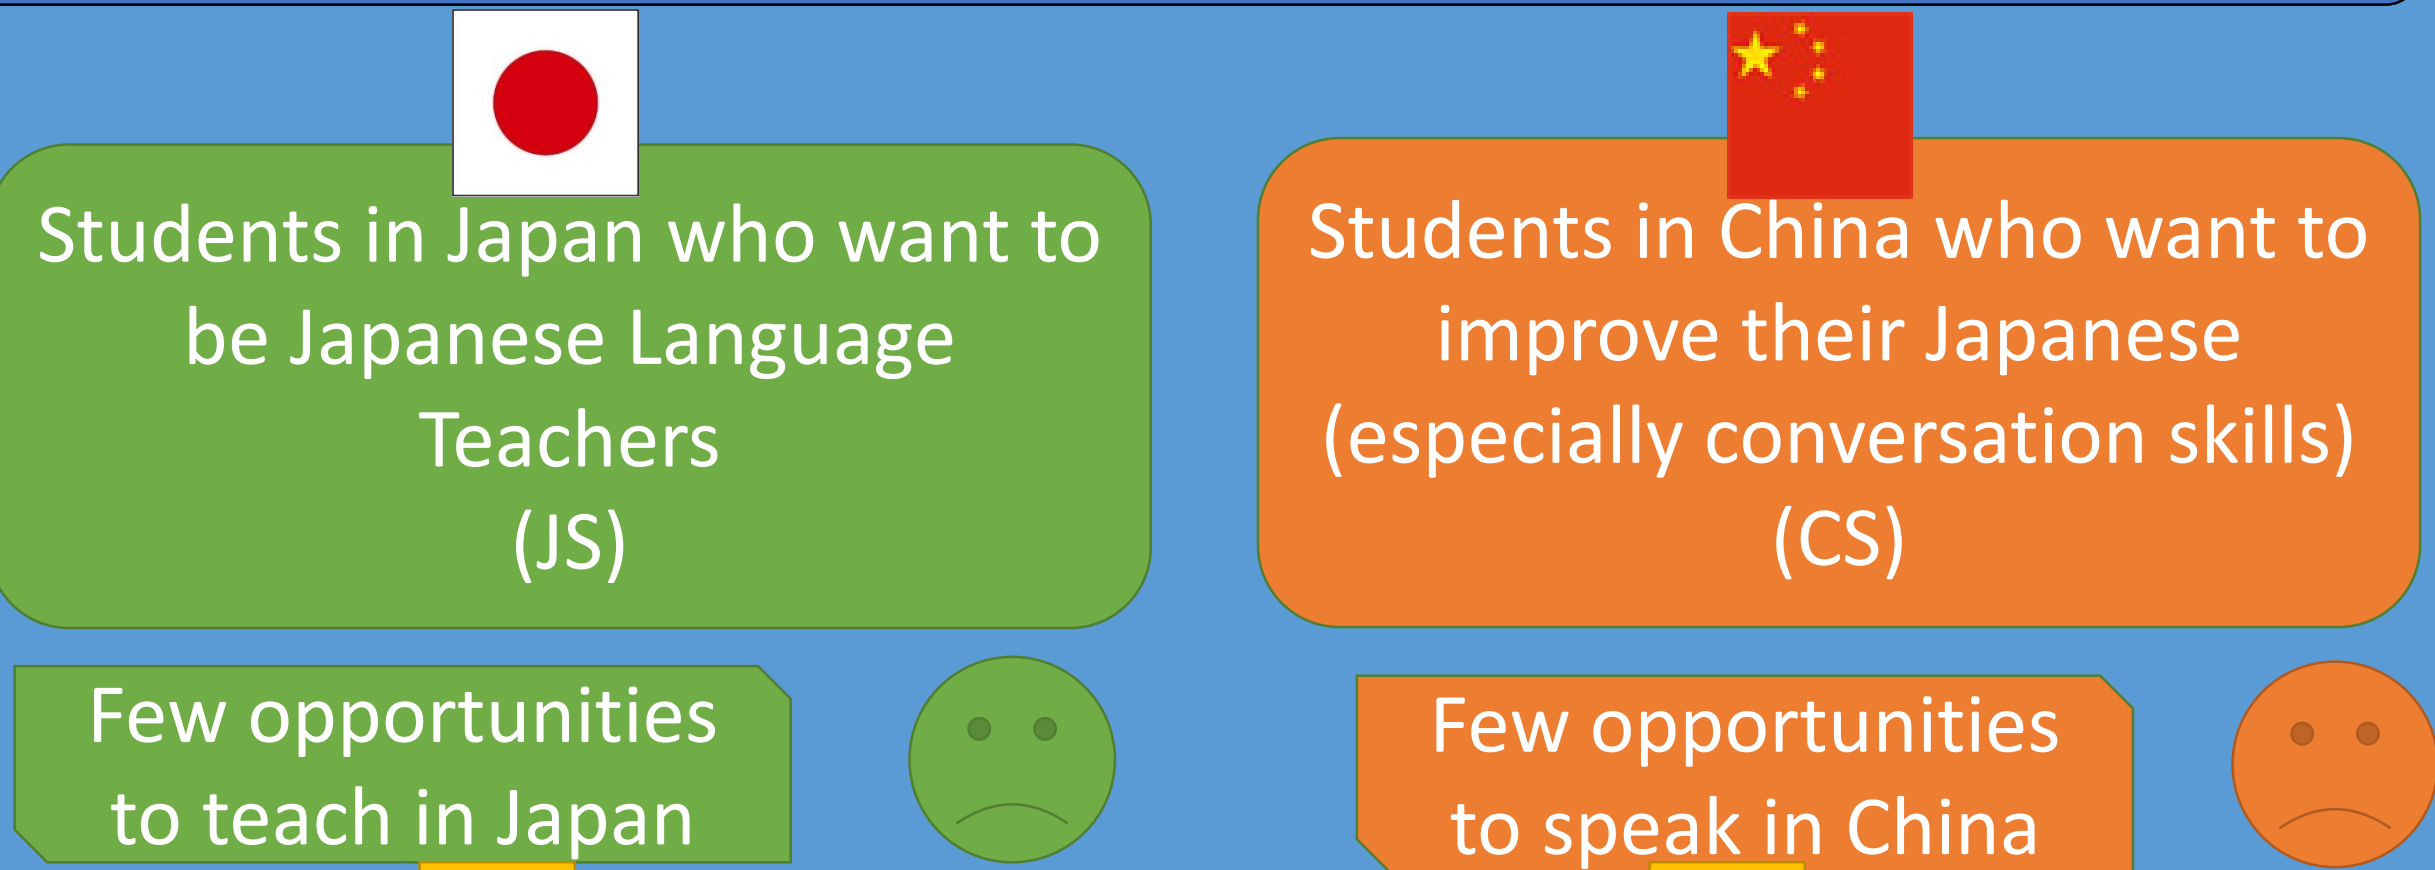 Students in Japan who want to
be Japanese Language
Teachers
(JS)
Students in China who want to
improve their Japanese
(especially conversation skills)
(CS)
Few opportunities
to teach in Japan
Few opportunities
to speak in China